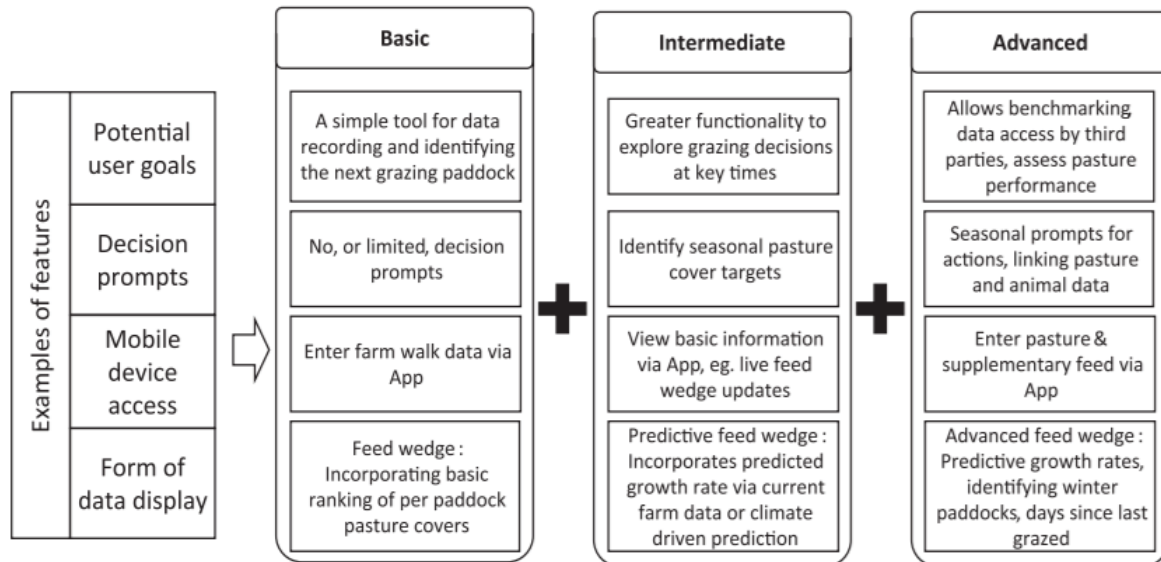 Basic
Intermediate
Advanced
Examples of features
Potential
user goals
A simple tool for data
recording and identifying
the next grazing paddock
Greater functionality to
explore grazing decisions
at key times
Allows benchmarking,
data access by third
parties, assess pasture
performance
Decision
prompts
No, or limited, decision
prompts
Identify seasonal pasture
cover targets
Seasonal prompts for
actions, linking pasture
and animal data
Mobile
device
access
Enter farm walk data via
App
View basic information
via App, eg. live feed
wedge updates
Enter pasture &
supplementary feed via
App
Form of
data display
Feed wedge :
Incorporating basic
ranking of per paddock
pasture covers
Predictive feed wedge :
Incorporates predicted
growth rate via current
farm data or climate
driven prediction
Advanced feed wedge :
Predictive growth rates,
identifying winter
paddocks, days since last
grazed